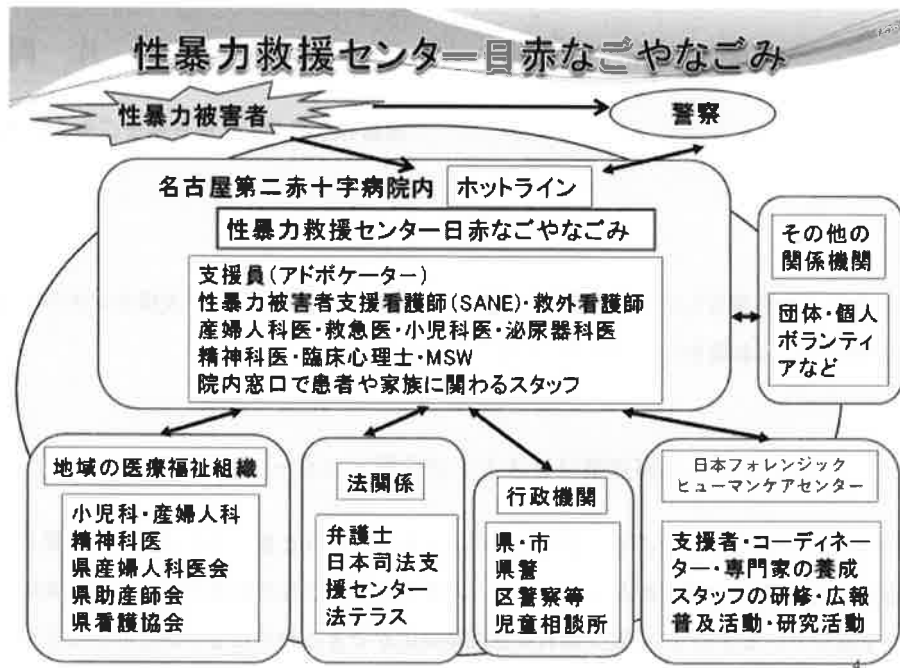 性暴力救援センター日赤なごやなごみ
性暴力被害者
警察
名古屋第二赤十字病院内
ホットライン
性暴力救援センター日赤なごやなごみ
支援員(アドボケーター)
性暴力被害者支援看護師(SANE)・救外看護師
産婦人科医・救急医・小児科医・泌尿器科医
精神科医・臨床心理士・MSW
院内窓口で患者や家族に関わるスタッフ
その他の
関係機関
団体・個人
ボランティ
アなど
地域の医療福祉組織
小児科・産婦人科
精神科医
県産婦人科医会
県助産師会
県看護協会
法関係
弁護士
日本司法支
援センター
法テラス
行政機関
県・市
県警
区警察等
児童相談所
日本フォレンジック
ヒューマンケアセンター
支援者・コーディネー
ター・専門家の養成
スタッフの研修・広報
普及活動・研究活動
4